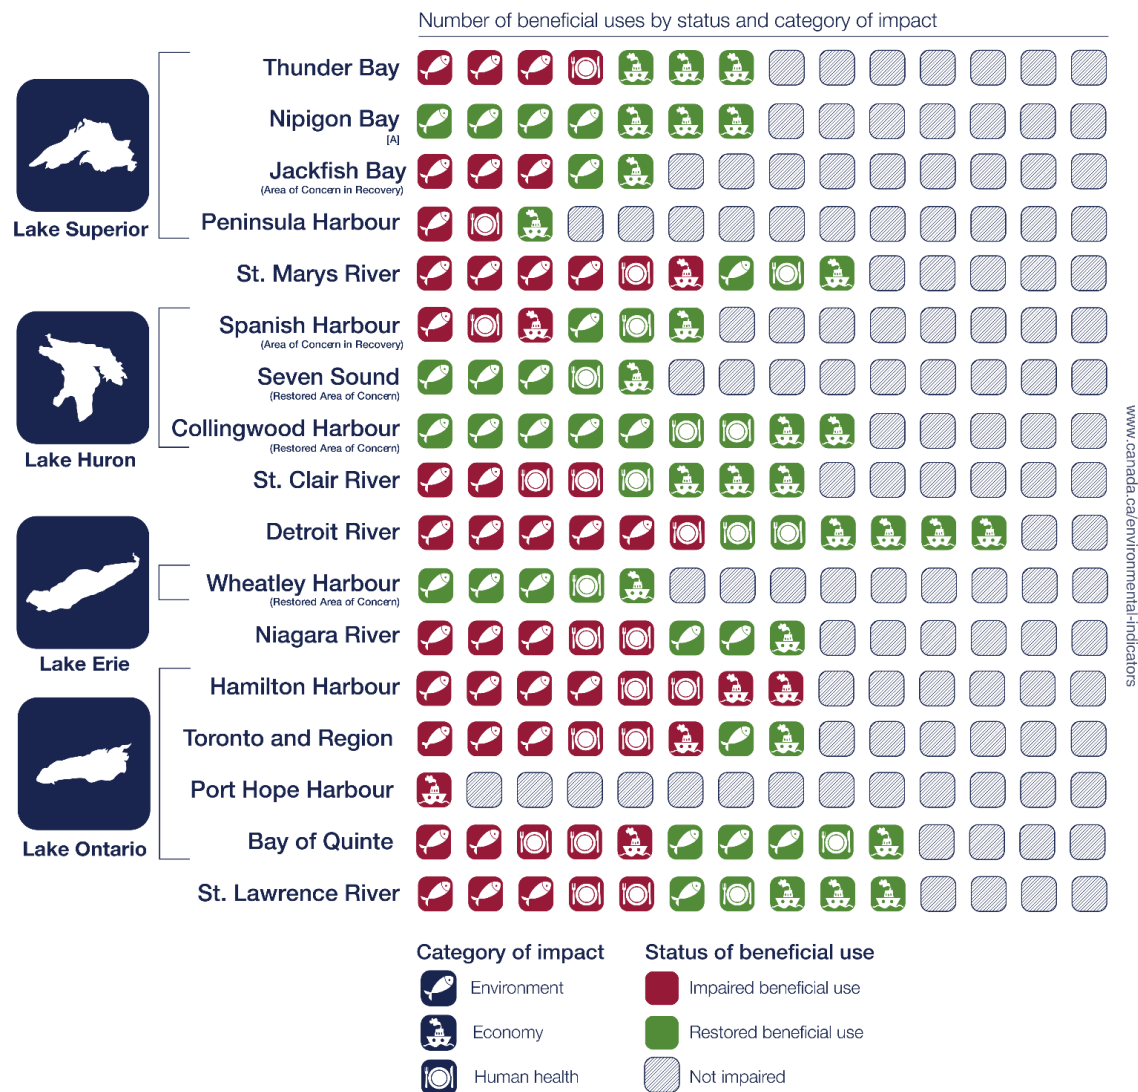 Number of beneficial uses by status and category of impact
Thunder Bay
Nipigon Bay
[A]
Jackfish Bay
(Area of Concern in Recovery)
Peninsula Harbour
Lake Superior
St. Marys River
Spanish Harbour
(Area of Concern in Recovery)
Seven Sound
(Restored Area of Concern)
Collingwood Harbour
(Restored Area of Concern)
Lake Huron
St. Clair River
Detroit River
Wheatley Harbour
(Restored Area of Concern)
Niagara River
Lake Erie
Hamilton Harbour
Toronto and Region
Port Hope Harbour
Bay of Quinte
Lake Ontario
St. Lawrence River
www.canada.ca/environmental-indicators
Category of impact
Environment
Economy
Human health
Status of beneficial use
Impaired beneficial use
Restored beneficial use
Not impaired